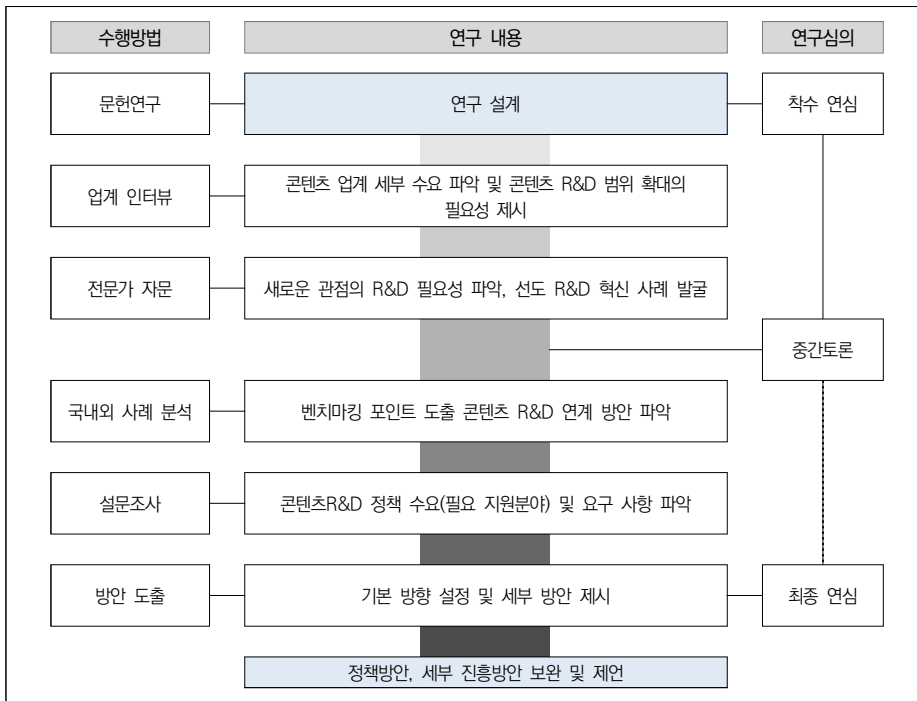 수행방법 연구 내용 연구심의
문헌연구 연구 설계 착수 연심
업계 인터뷰 콘텐츠 업계 세부 수요 파악 및 콘텐츠 R&D 범위 확대의
필요성 제시
전문가 자문 새로운 관점의 R&D 필요성 파악, 선도 R&D 혁신 사례 발굴
중간토론
국내외 사례 분석 벤치마킹 포인트 도출 콘텐츠 R&D 연계 방안 파악
설문조사 콘텐츠R&D 정책 수요(필요 지원분야) 및 요구 사항 파악
방안 도출 기본 방향 설정 및 세부 방안 제시 최종 연심
정책방안, 세부 진흥방안 보완 및 제언